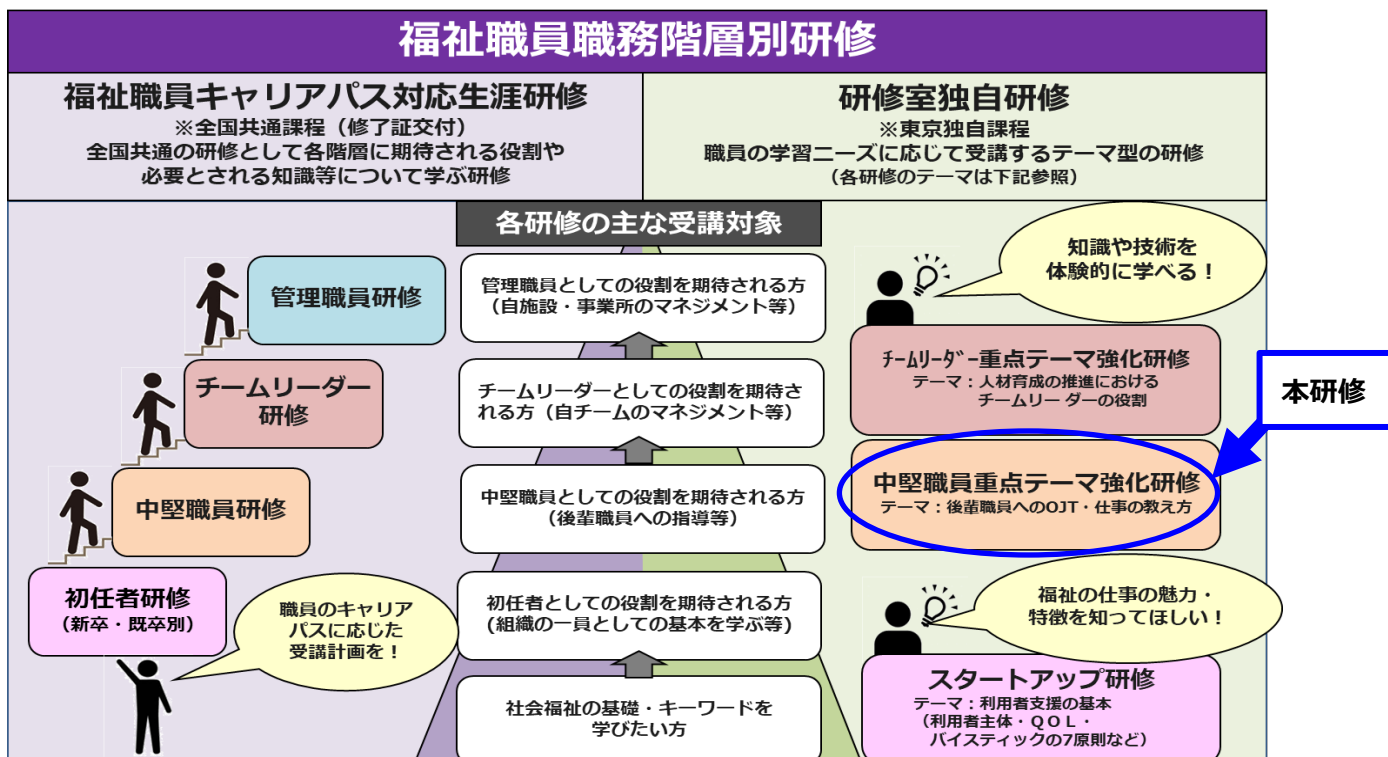 福祉職員職務階層別研修
福祉職員キャリアパス対応生涯研修
※全国共通課程（修了証交付）
全国共通の研修として各階層に期待される役割や
必要とされる知識等について学ぶ研修
研修室独自研修
※東京独自課程
職員の学習ニーズに応じて受講するテーマ型の研修
（各研修のテーマは下記参照）
各研修の主な受講対象
管理職員研修
管理職員としての役割を期待される方
（自施設・事業所のマネジメント等）
知識や技術を
体験的に学べる！
チームリーダー
研修
チームリーダーとしての役割を期待さ
れる方（自チームのマネジメント等）
ﾁｰﾑﾘｰﾀﾞｰ重点テーマ強化研修
テーマ：人材育成の推進における
チームリー ダーの役割
本研修
中堅職員研修
中堅職員としての役割を期待される方
（後輩職員への指導等）
中堅職員重点テーマ強化研修
テーマ：後輩職員へのOJT・仕事の教え方
初任者研修
（新卒・既卒別）
職員のキャリア
パスに応じた
受講計画を！
初任者としての役割を期待される方
（組織の一員としての基本を学ぶ等）
福祉の仕事の魅力・
特徴を知ってほしい！
社会福祉の基礎・キーワードを
学びたい方
スタートアップ研修
テーマ：利用者支援の基本
（利用者主体・ＱＯＬ・
バイスティックの7原則など）